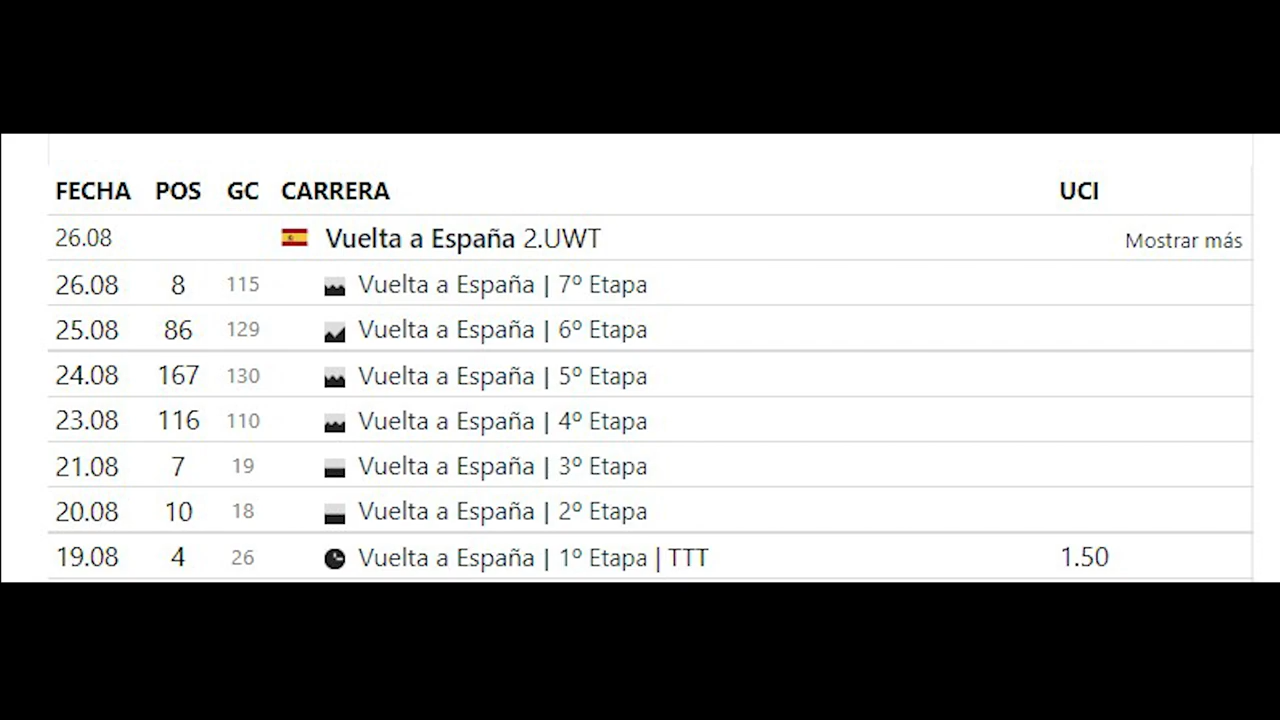 FECHA POS GC CARRERA UCI
26.08 Vuelta a España 2.UWT Mostrar más
26.08 8 115 Vuelta a España | 7º Etapa
25.08 86 129 Vuelta a España | 6º Etapa
24.08 167 130 Vuelta a España | 5º Etapa
23.08 116 110 Vuelta a España | 4º Etapa
21.08 7 19 Vuelta a España | 3º Etapa
20.08 10 18 Vuelta a España | 2º Etapa
19.08 4 26 Vuelta a España | 1º Etapa | TTT 1.50